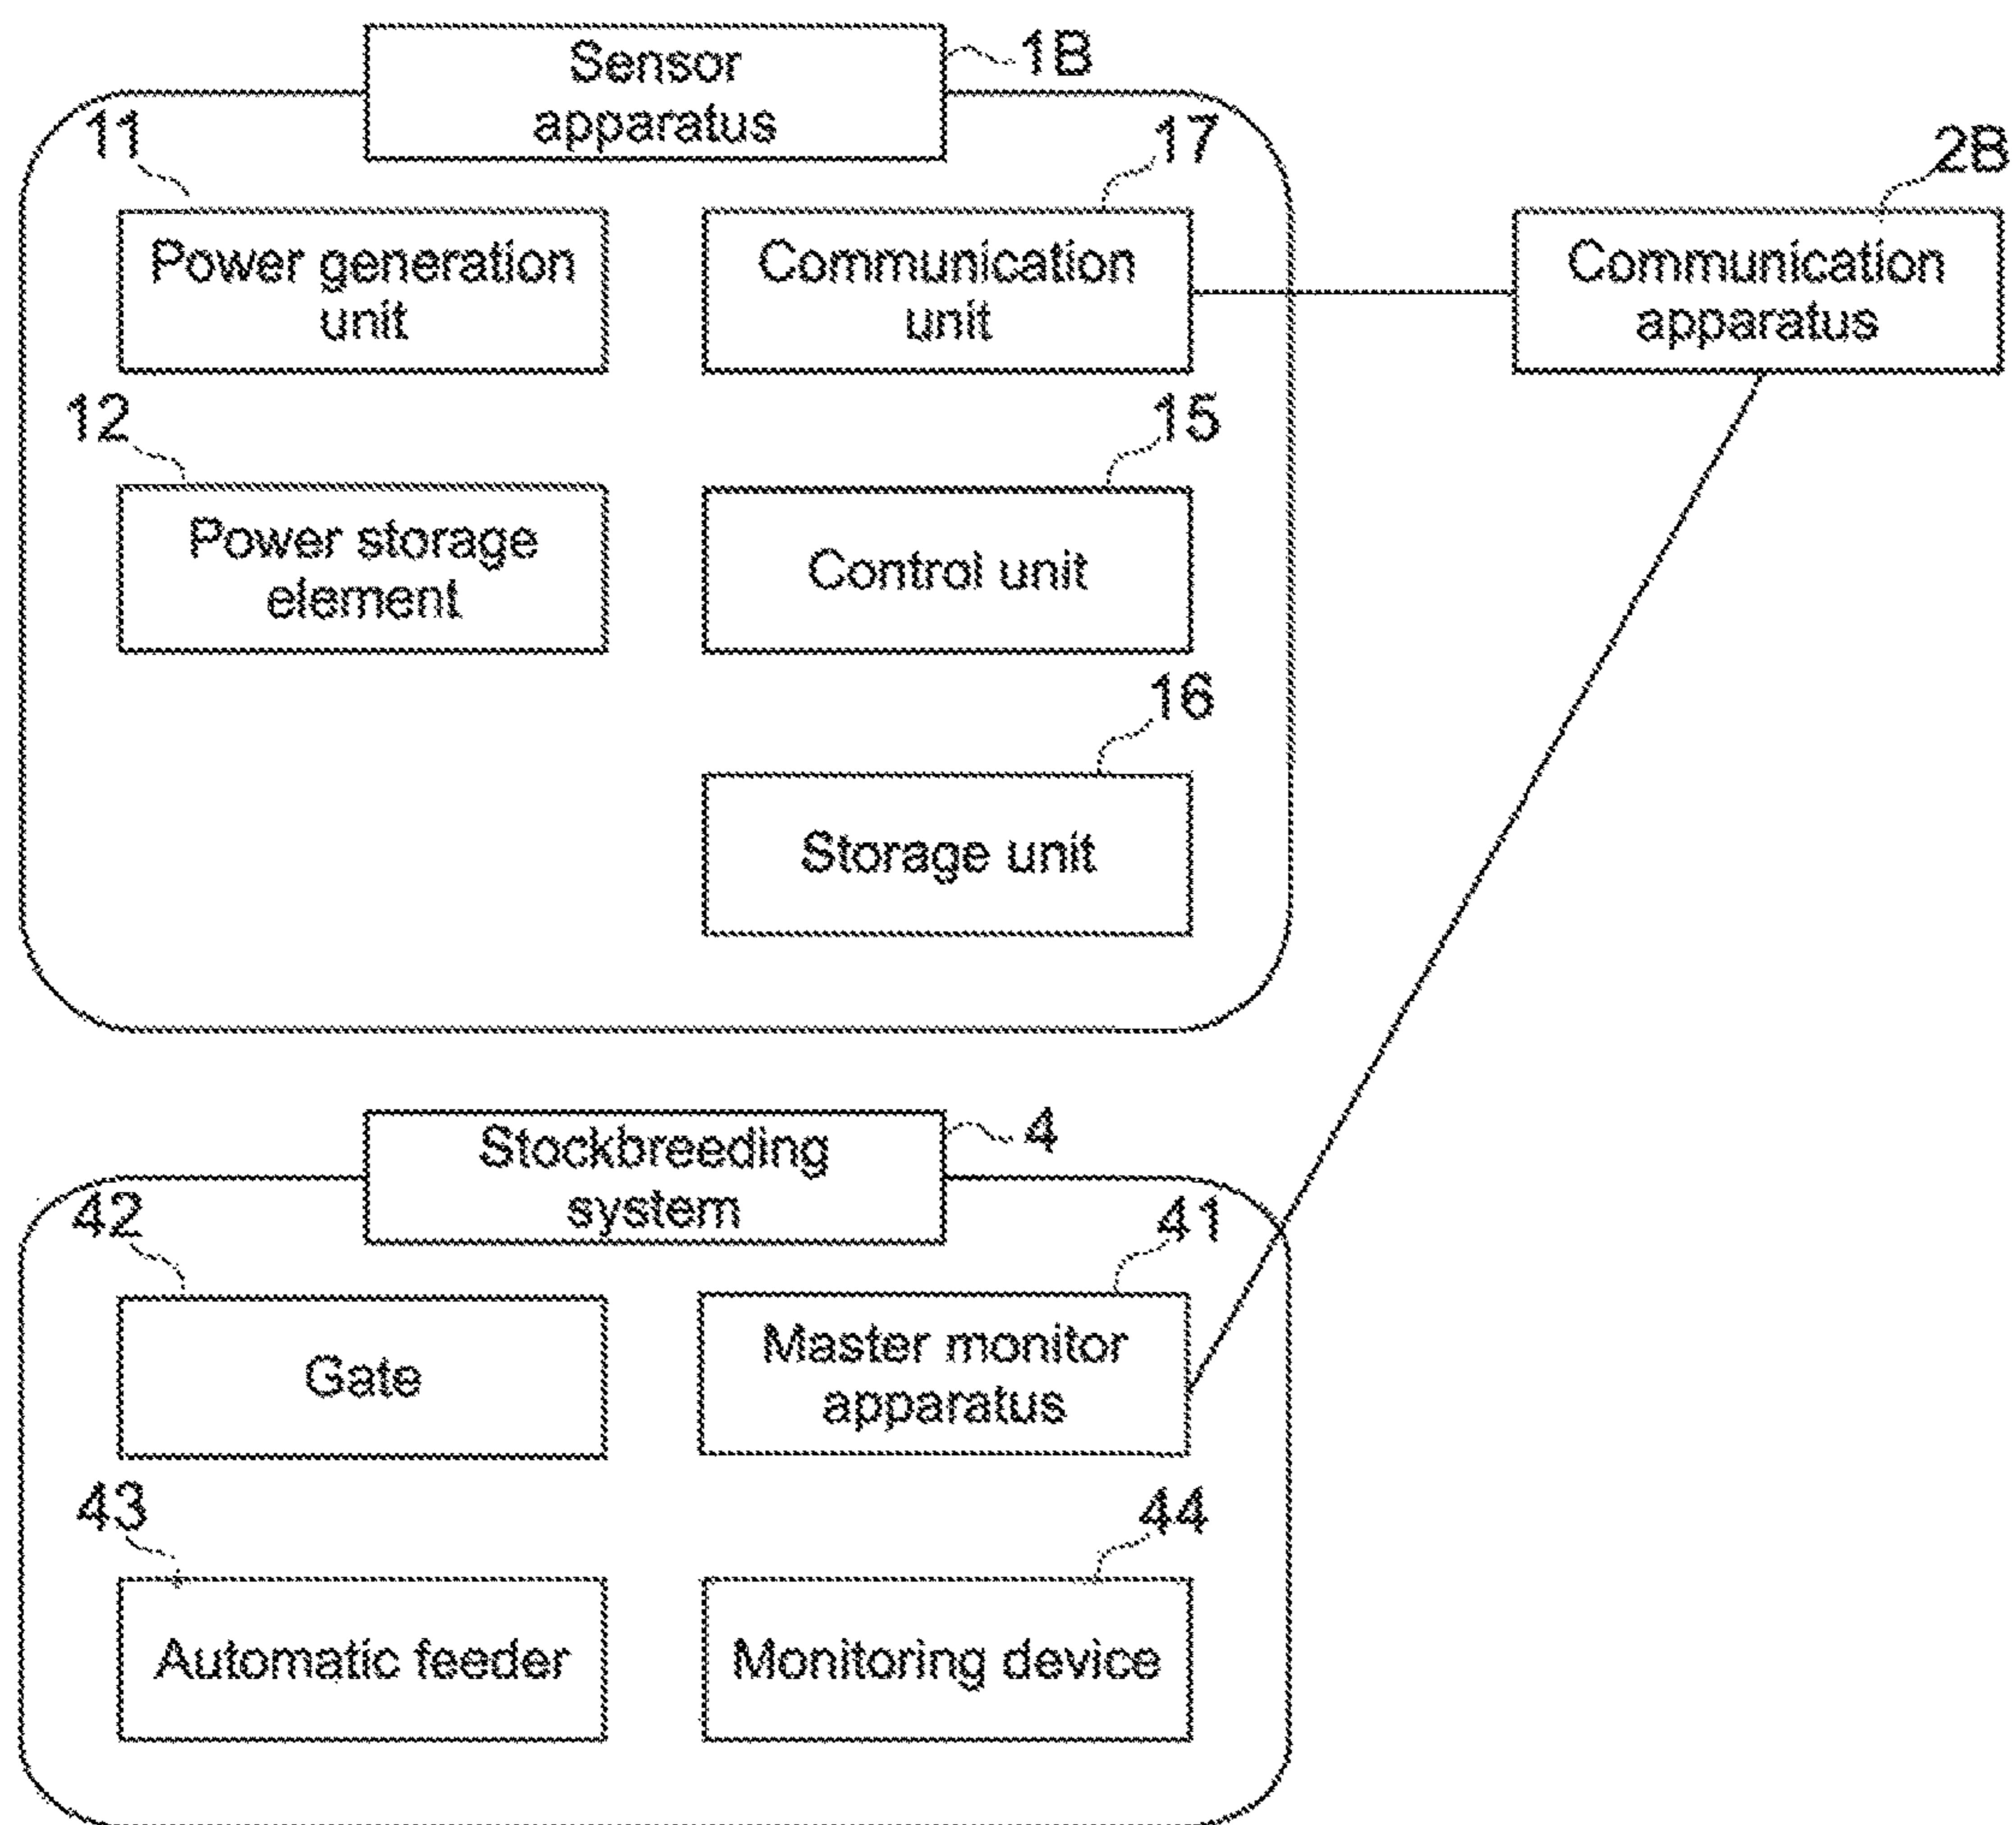 Sensor
apparatus
1B
11
17
2B
Power generation
unit
Communication
unit
Communication
apparatus
12
15
Power storage
element
Control unit
16
Storage unit
Stockbreeding
system
4
42
41
Gate
Master monitor
apparatus
43
44
Automatic feeder
Monitoring device